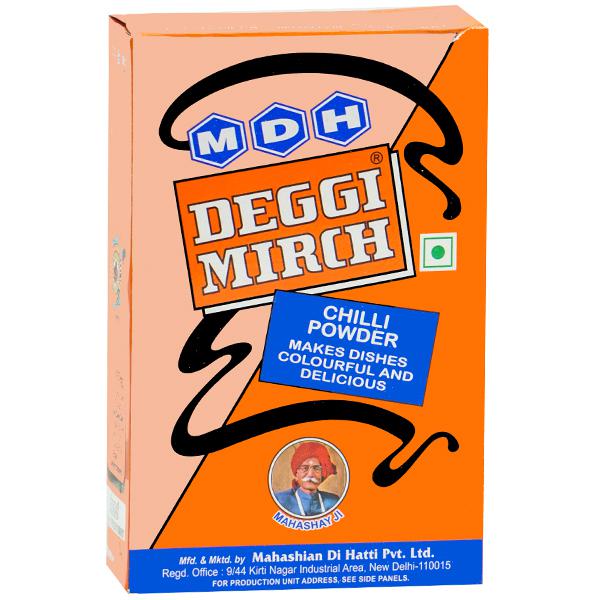 MDH
DEGGI ®
MIRCH
CHILLI
POWDER
MAKES DISHES
COLOURFUL AND
DELICIOUS
MAHASHAY JI
Mfd. & Mktd. by Mahashian Di Hatti Pvt. Ltd.
Regd. Office : 9/44 Kirti Nagar Industrial Area, New Delhi-110015
FOR PRODUCTION UNIT ADDRESS, SEE SIDE PANELS.